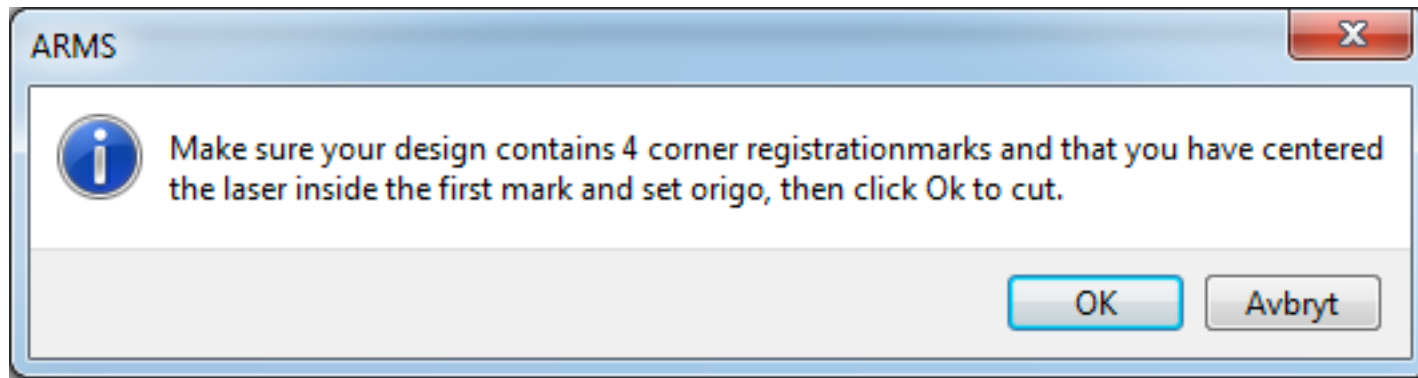 ARMS
Make sure your design contains 4 corner registrationmarks and that you have centered
the laser inside the first mark and set origo, then click Ok to cut.
OK
Avbryt